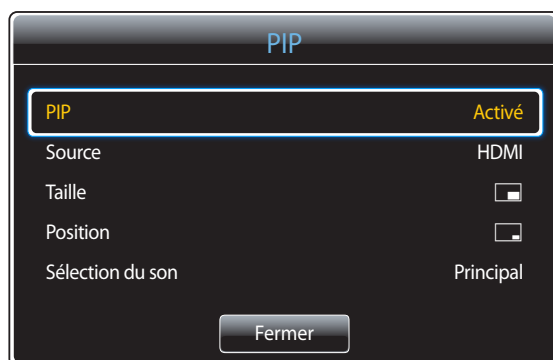 PIP
PIP Activé
Source HDMI
Taille
Position
Sélection du son Principal
Fermer